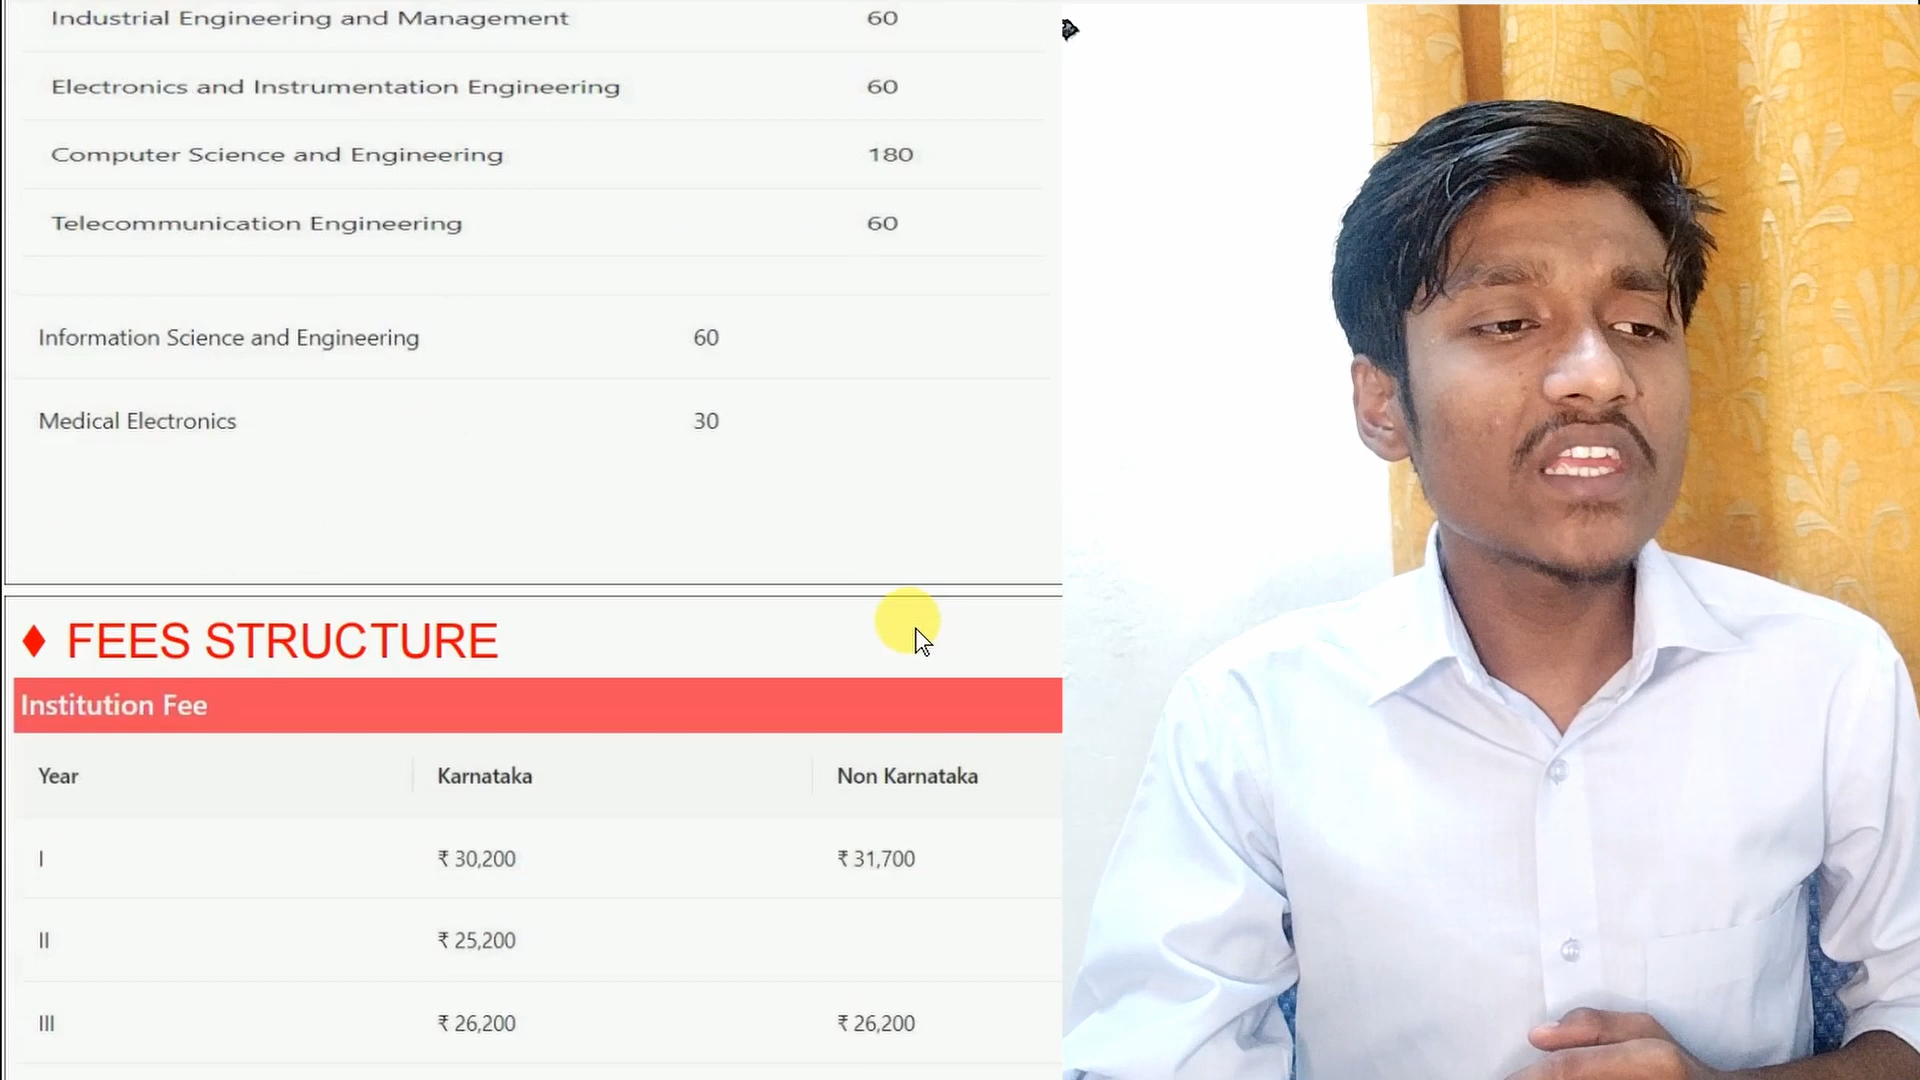 Industrial Engineering and Management 60
Electronics and Instrumentation Engineering 60
Computer Science and Engineering 180
Telecommunication Engineering 60
Information Science and Engineering 60
Medical Electronics 30
♦ FEES STRUCTURE
Institution Fee
Year Karnataka Non Karnataka
I ₹ 30,200 ₹ 31,700
II ₹ 25,200
III ₹ 26,200 ₹ 26,200